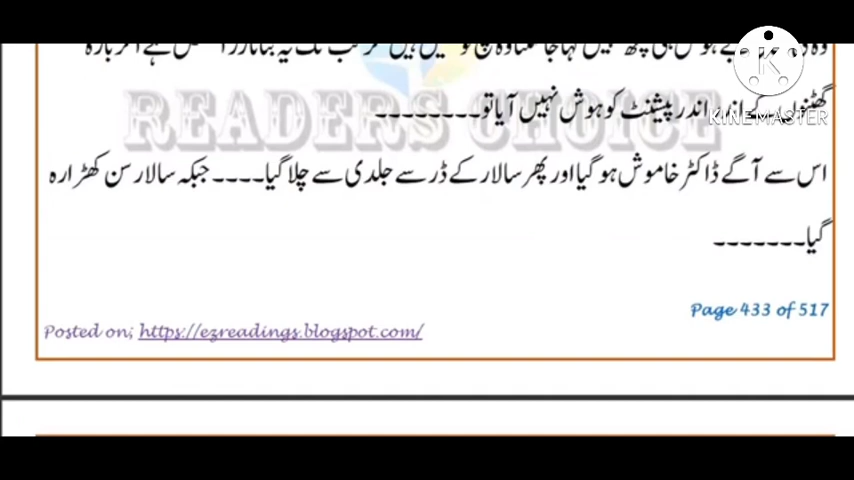 گھنٹوں کے اندر اندر پیشنٹ کو ہوش نہیں آیا تو۔۔۔۔۔۔۔۔
اس سے آگے ڈاکٹر خاموش ہو گیا اور پھر سالار کے ڈر سے جلدی سے چلا گیا۔۔۔۔ جبکہ سالار سن کھڑا رہ
گیا۔۔۔۔۔۔۔
READERS CHOICE
KINEMASTER
Page 433 of 517
Posted on; https://ezreadings.blogspot.com/